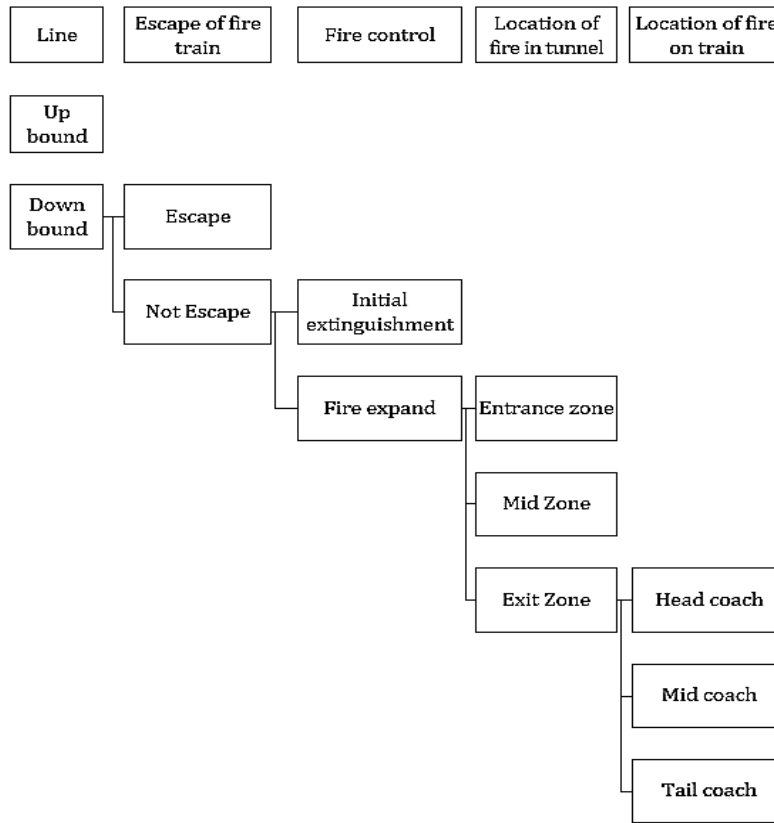 Line
Escape of fire
train
Fire control
Location of
fire in tunnel
Location of fire
on train
Up
bound
Down
bound
Escape
Not Escape
Initial
extinguishment
Fire expand
Entrance zone
Mid Zone
Exit Zone
Head coach
Mid coach
Tail coach